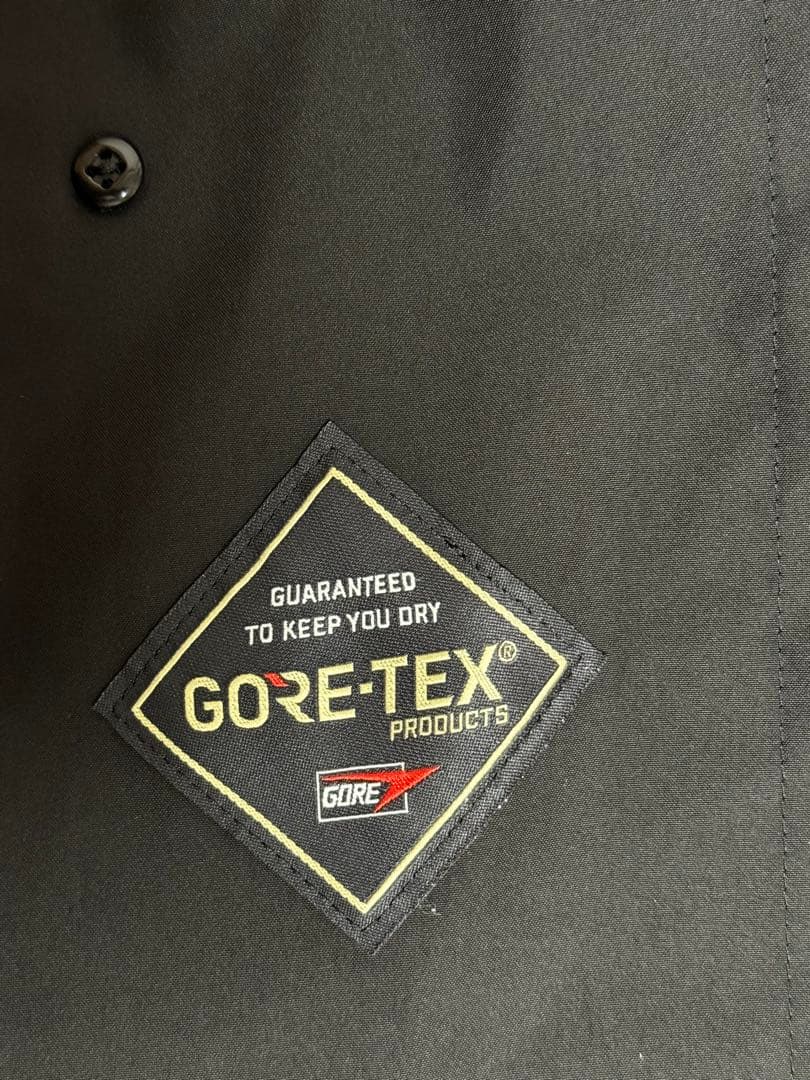 GUARANTEED
TO KEEP YOU DRY
GORE-TEX®
PRODUCTS
GORE